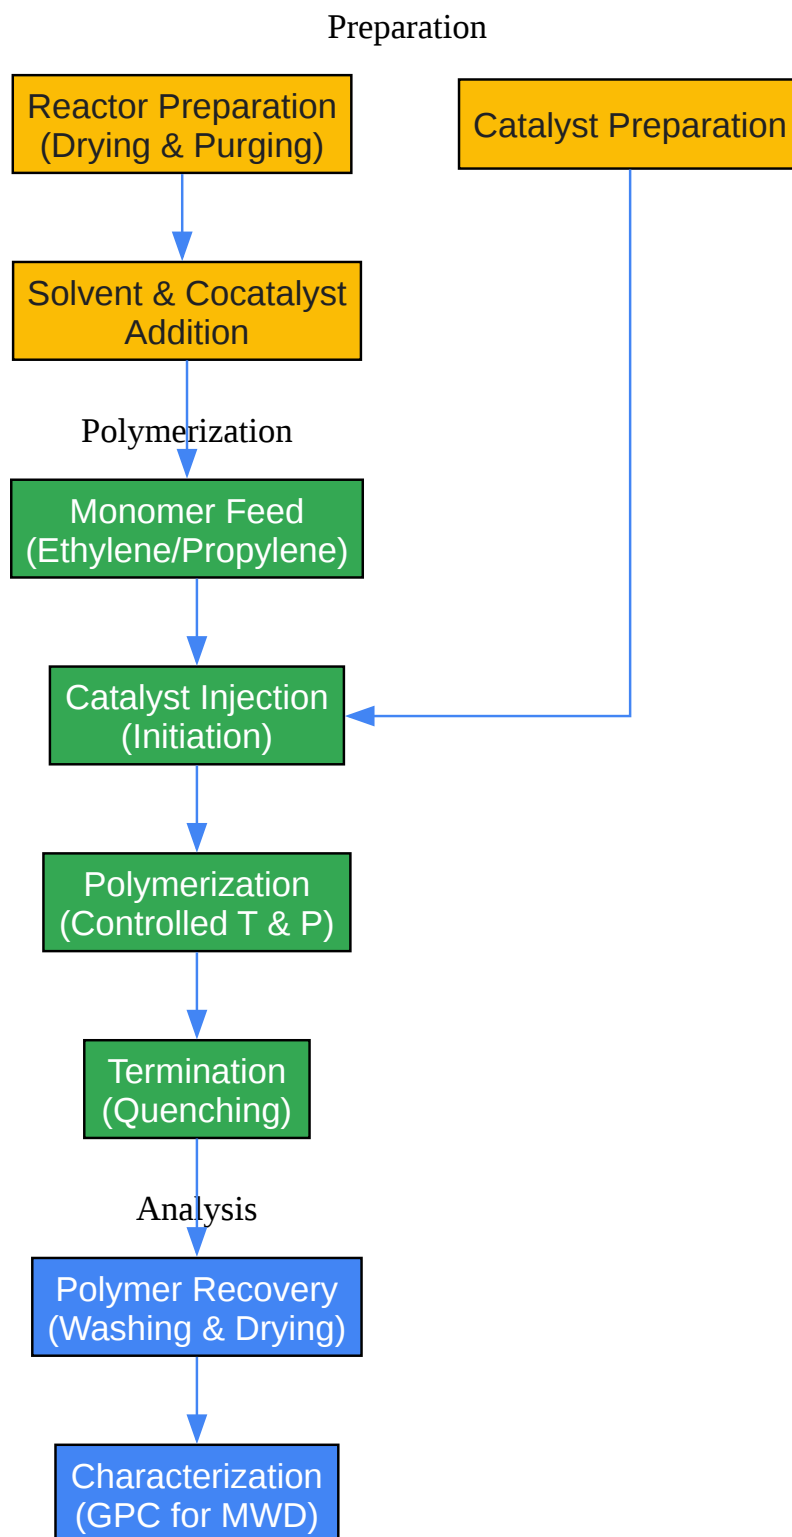 Preparation
Reactor Preparation
(Drying & Purging)
Catalyst Preparation
Solvent & Cocatalyst
Addition
Polymerization
Monomer Feed
(Ethylene/Propylene)
Catalyst Injection
(Initiation)
Polymerization
(Controlled T & P)
Termination
(Quenching)
Analysis
Polymer Recovery
(Washing & Drying)
Characterization
(GPC for MWD)